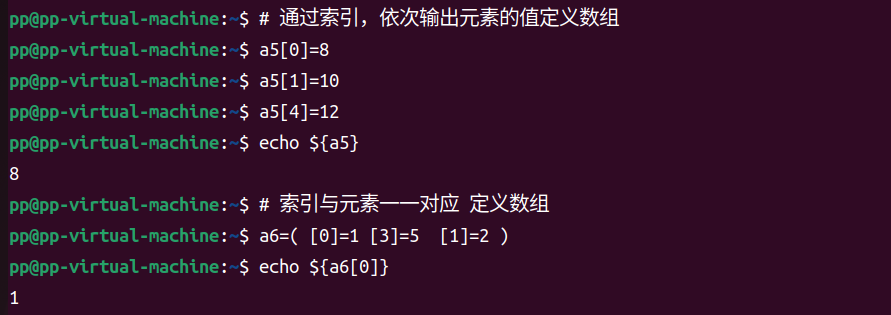 pp@pp-virtual-machine:~$ # 通过索引，依次输出元素的值定义数组
pp@pp-virtual-machine:~$ a5[0]=8
pp@pp-virtual-machine:~$ a5[1]=10
pp@pp-virtual-machine:~$ a5[4]=12
pp@pp-virtual-machine:~$ echo ${a5}
8
pp@pp-virtual-machine:~$ # 索引与元素一一对应 定义数组
pp@pp-virtual-machine:~$ a6=( [0]=1 [3]=5  [1]=2 )
pp@pp-virtual-machine:~$ echo ${a6[0]}
1